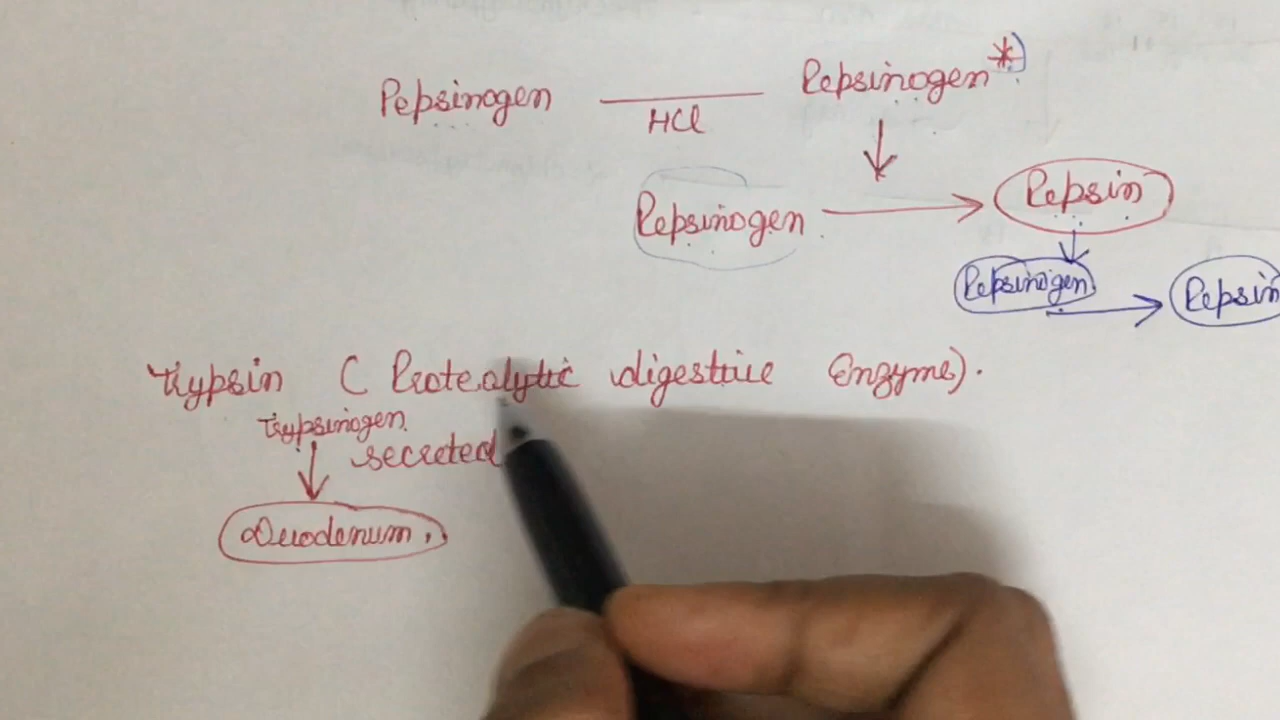 Pepsinogen HCl Pepsinogen*
Pepsinogen → Pepsin
Pepsinogen → Pepsin
Trypsin (Proteolytic digestive Enzyme).
Trypsinogen
secreted
Duodenum.